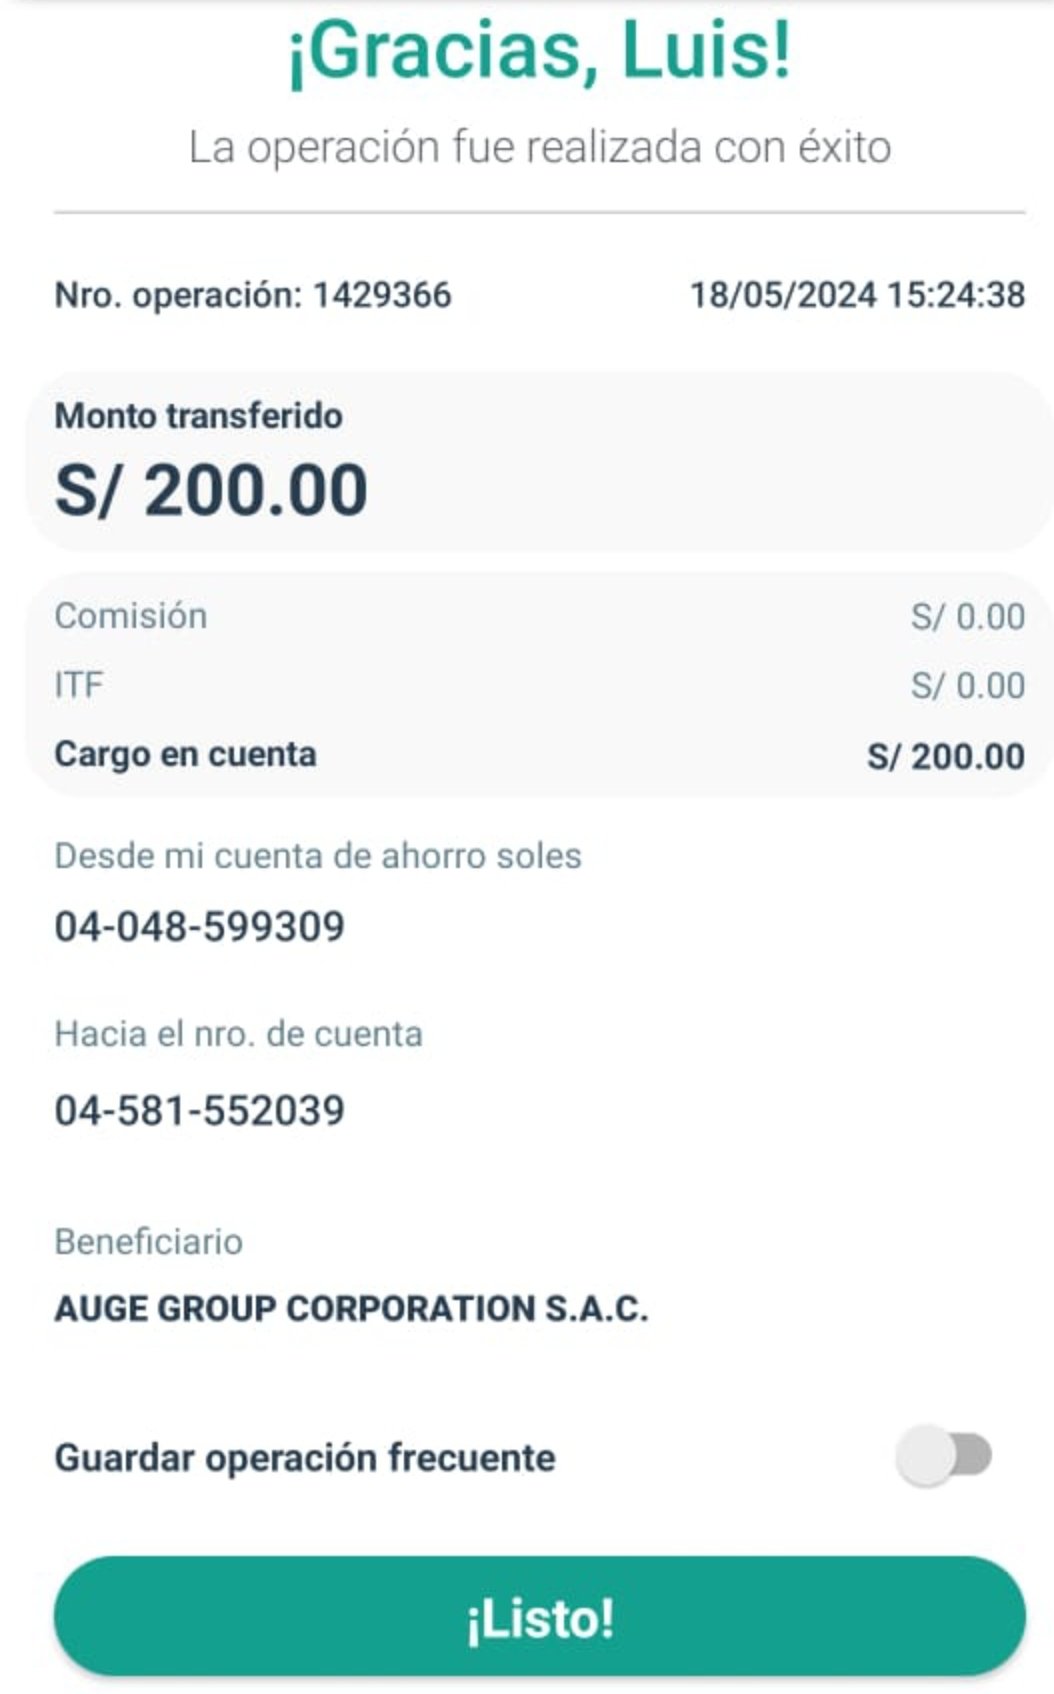 ¡Gracias, Luis!
La operación fue realizada con éxito
Nro. operación: 1429366 18/05/2024 15:24:38
Monto transferido
S/ 200.00
Comisión S/ 0.00
ITF S/ 0.00
Cargo en cuenta S/ 200.00
Desde mi cuenta de ahorro soles
04-048-599309
Hacia el nro. de cuenta
04-581-552039
Beneficiario
AUGE GROUP CORPORATION S.A.C.
Guardar operación frecuente
¡Listo!